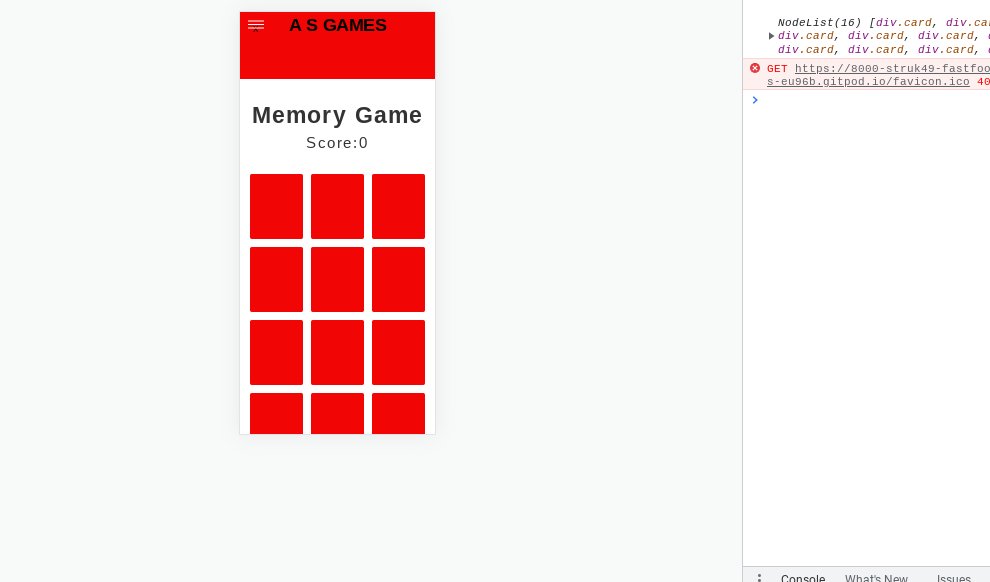 A S GAMES
Memory Game
Score:0
NodeList(16) [div.card, div.car
div.card, div.card, div.card,
div.card, div.card, div.card,
GET https://8000-struk49-fastfoo
s-eu96b.gitpod.io/favicon.ico 40
Console What's New Issues